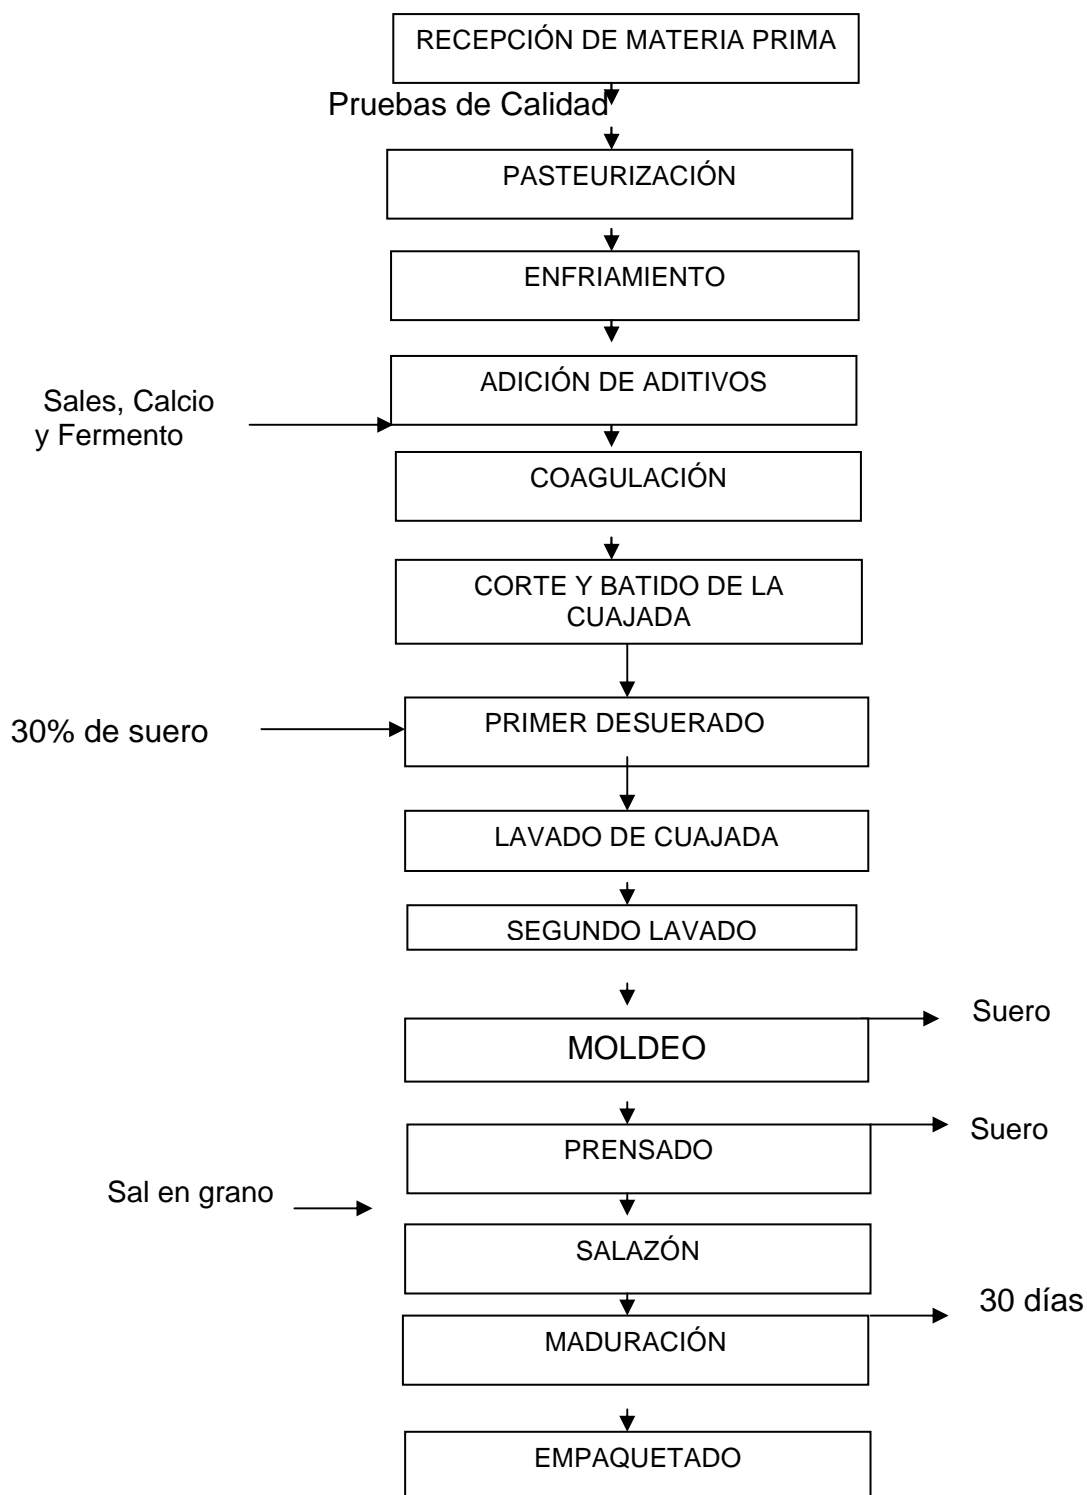 RECEPCIÓN DE MATERIA PRIMA
Pruebas de Calidad
PASTEURIZACIÓN
ENFRIAMIENTO
ADICIÓN DE ADITIVOS
Sales, Calcio
y Fermento
COAGULACIÓN
CORTE Y BATIDO DE LA
CUAJADA
PRIMER DESUERADO
30% de suero
LAVADO DE CUAJADA
SEGUNDO LAVADO
MOLDEO
Suero
PRENSADO
Suero
Sal en grano
SALAZÓN
MADURACIÓN
30 días
EMPAQUETADO